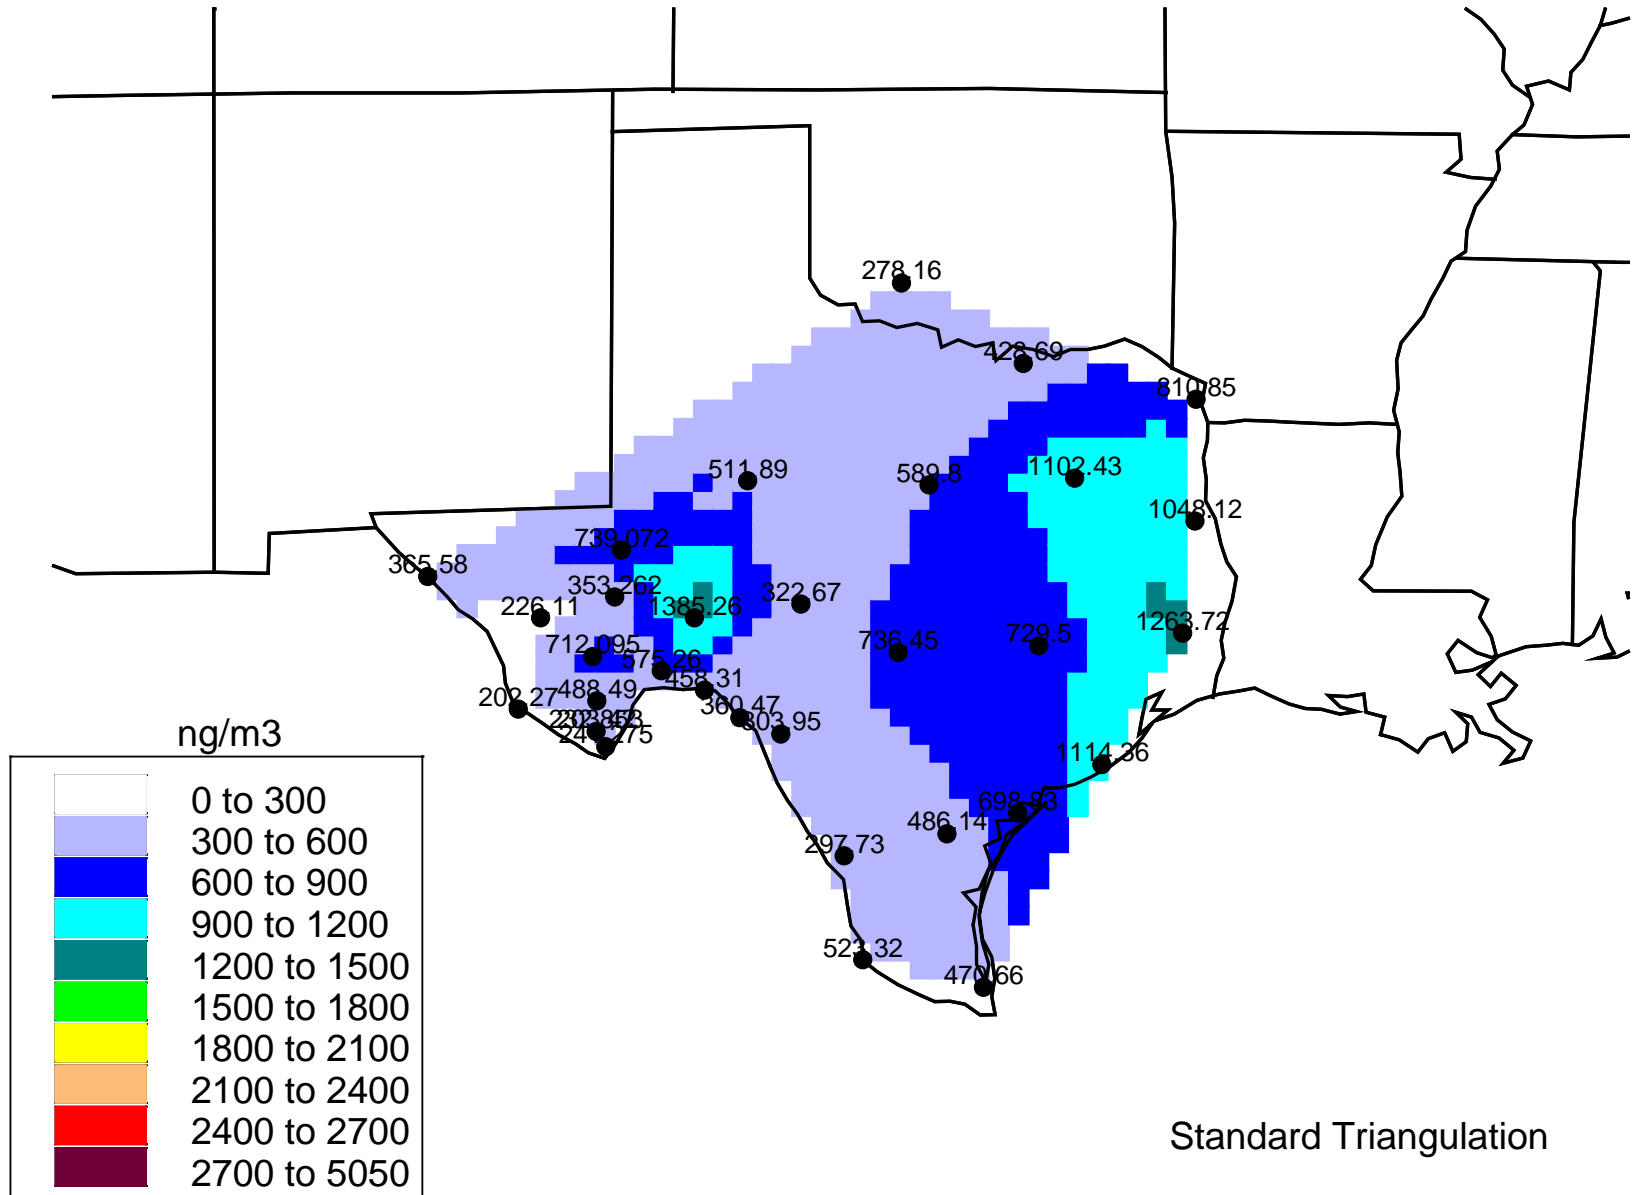 278.16
428.69
810.85
511.89
589.8
1102.43
1048.12
739.072
365.58
353.262
226.11
1385.26
322.67
1263.72
736.45
729.5
712.095
575.26
458.31
202.27
488.49
360.47
303.95
1114.36
698.83
486.14
297.73
523.32
470.66
ng/m3
0 to 300
300 to 600
600 to 900
900 to 1200
1200 to 1500
1500 to 1800
1800 to 2100
2100 to 2400
2400 to 2700
2700 to 5050
Standard Triangulation